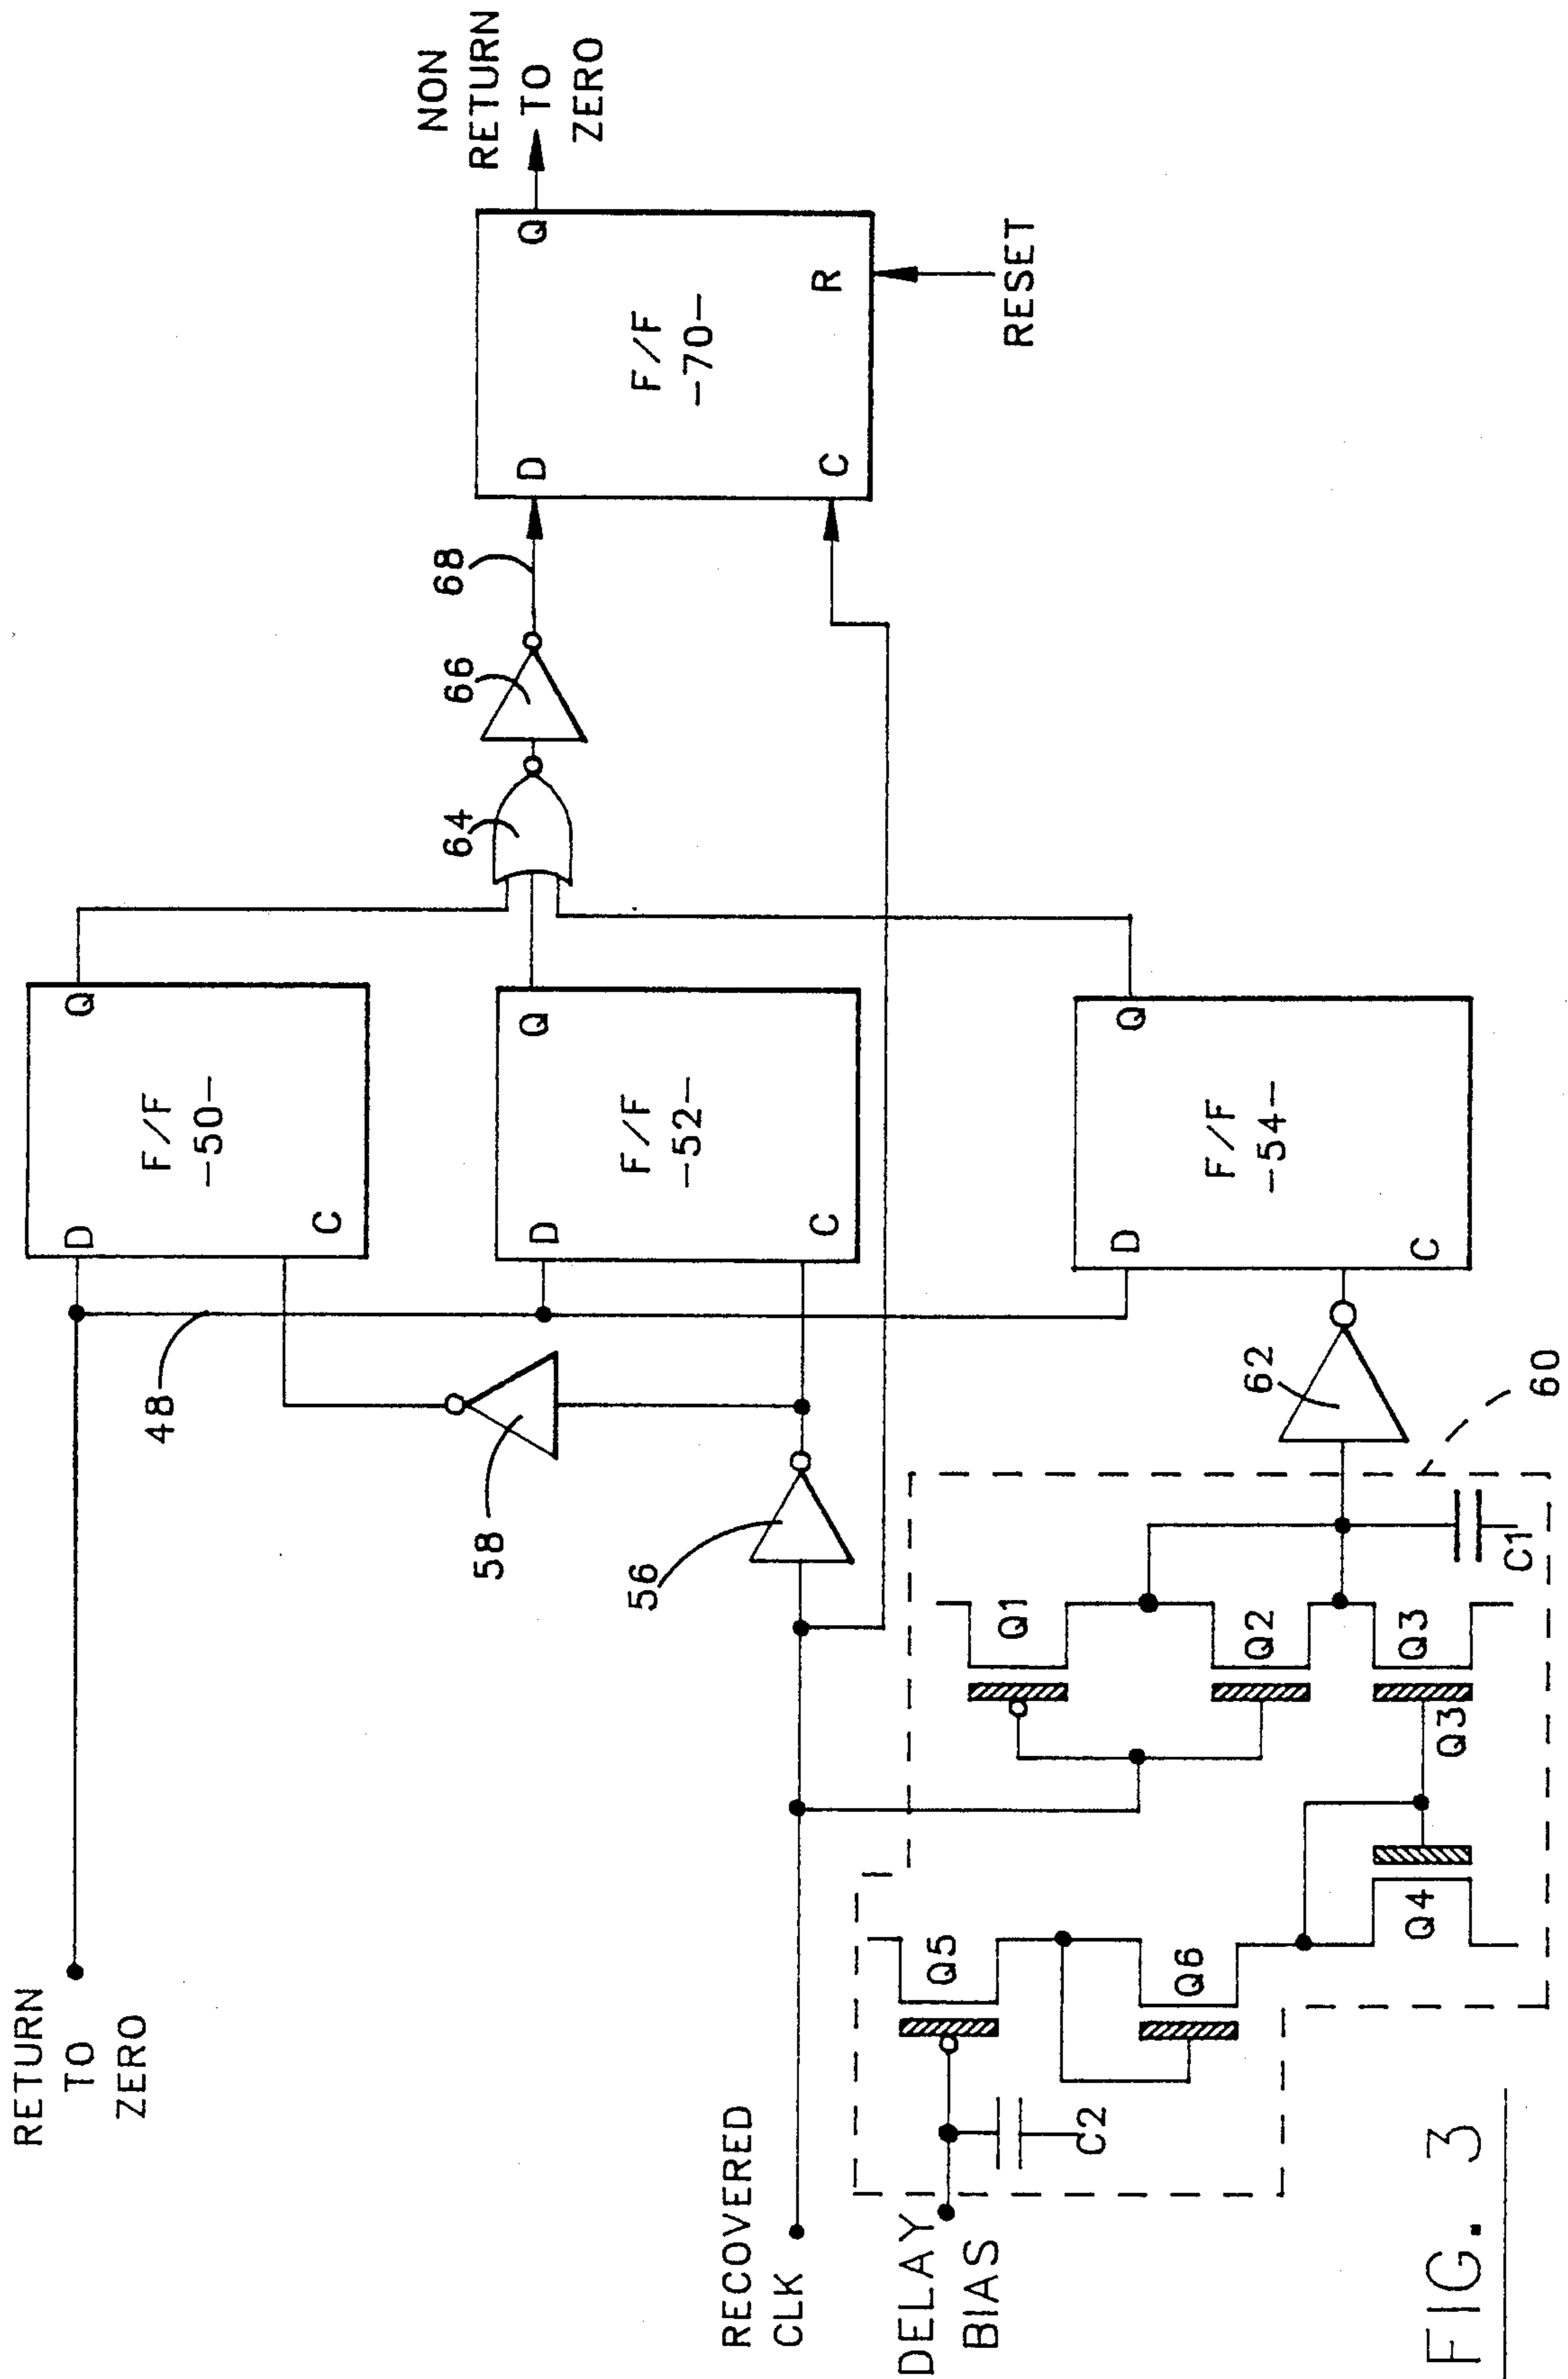 RETURN
TO
ZERO
48
D
Q
F/F
-50-
C
58
D
Q
F/F
-52-
C
64
66
68
D
Q
F/F
-70-
C
R
RESET
NON
RETURN
TO
ZERO
RECOVERED
CLK
56
D
Q
F/F
-54-
C
62
60
DELAY
BIAS
C2
Q5
Q6
Q4
Q1
Q2
Q3
Q3
C1
FIG. 3